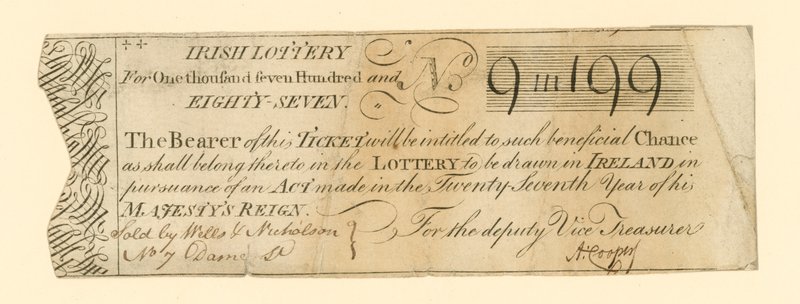 IRISH LOTTERY
For One thousand seven Hundred and No 9 m 199
EIGHTY-SEVEN.
The Bearer of this TICKET will be intitled to such beneficial Chance
as shall belong thereto in the LOTTERY to be drawn in IRELAND in
pursuance of an ACT made in the Twenty Seventh Year of his
MAJESTY'S REIGN.
For the deputy Vice Treasurer
Sold by Wells & Nicholson
No 7 Dame St
A. Cooper